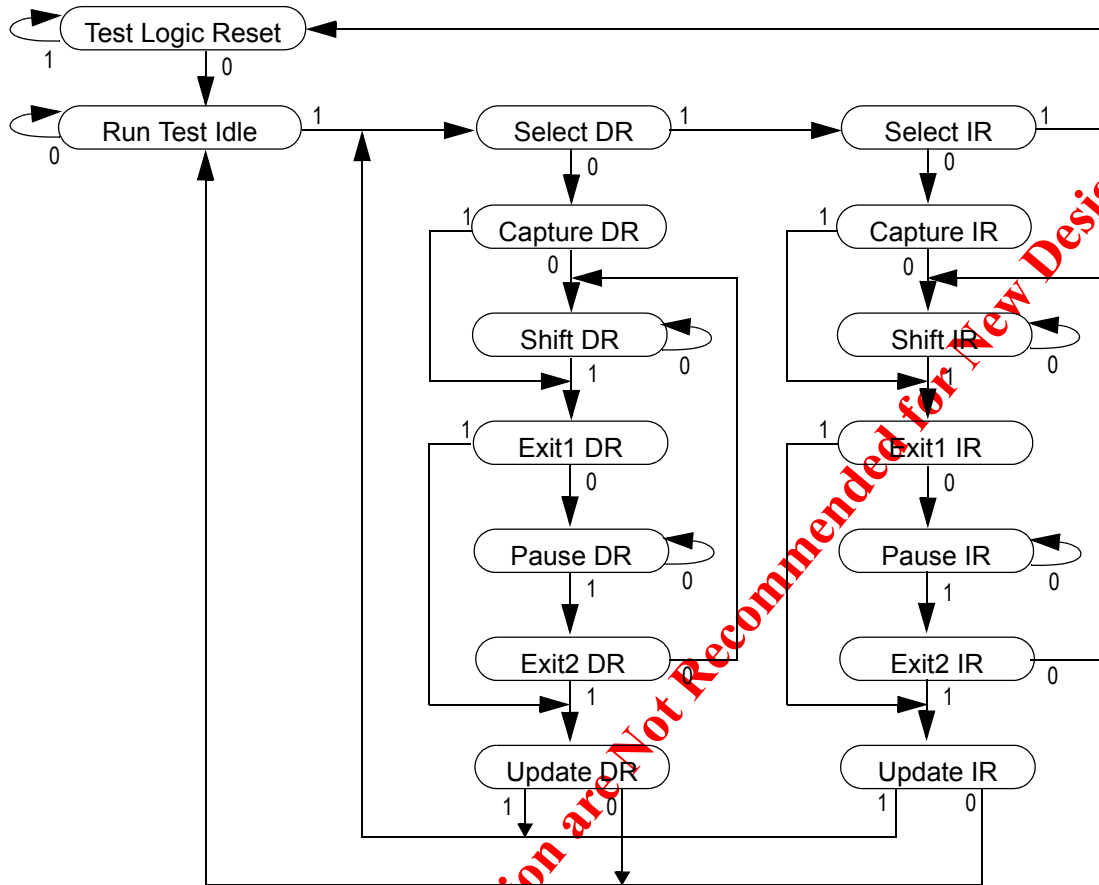 Test Logic Reset
1
0
Run Test Idle
0
1
Select DR
1
0
Select IR
1
0
1
Capture DR
0
1
Capture IR
0
Shift DR
0
1
Shift IR
0
1
1
Exit1 DR
0
1
Exit1 IR
0
Pause DR
0
1
Pause IR
0
1
Exit2 DR
0
1
Exit2 IR
0
1
Update DR
1
0
Update IR
1
0
are Not Recommended for New